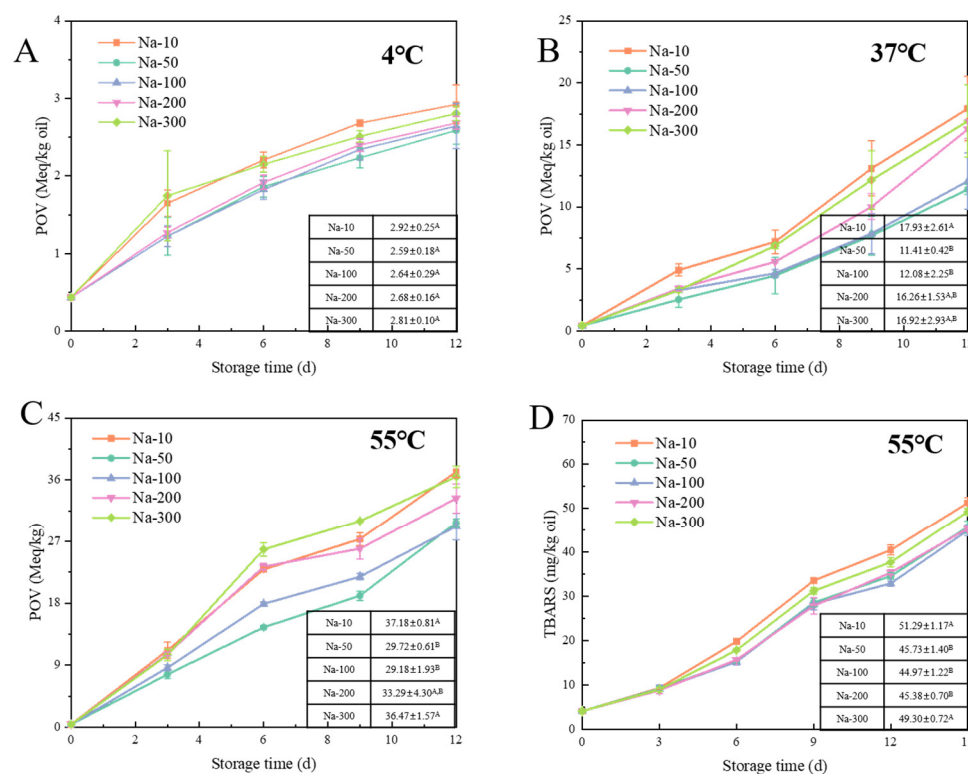 A
4°C
Na-10
Na-50
Na-100
Na-200
Na-300
POV (Meq/kg oil)
4
3
2
1
0
Na-10 2.92±0.25A
Na-50 2.59±0.18A
Na-100 2.64±0.29A
Na-200 2.68±0.16A
Na-300 2.81±0.10A
0 2 4 6 8 10 12
Storage time (d)
B
37°C
Na-10
Na-50
Na-100
Na-200
Na-300
POV (Meq/kg oil)
25
20
15
10
5
0
Na-10 17.93±2.61A
Na-50 11.41±0.42B
Na-100 12.08±2.25B
Na-200 16.26±1.53A,B
Na-300 16.92±2.93A,B
0 2 4 6 8 10 12
Storage time (d)
C
55°C
Na-10
Na-50
Na-100
Na-200
Na-300
POV (Meq/kg)
45
36
27
18
9
0
Na-10 37.18±0.81A
Na-50 29.72±0.61B
Na-100 29.18±1.93B
Na-200 33.29±4.30A,B
Na-300 36.47±1.57A
0 2 4 6 8 10 12
Storage time (d)
D
55°C
Na-10
Na-50
Na-100
Na-200
Na-300
TBARS (mg/kg oil)
70
60
50
40
30
20
10
0
Na-10 51.29±1.17A
Na-50 45.73±1.40B
Na-100 44.97±1.22B
Na-200 45.38±0.70B
Na-300 49.30±0.72A
0 3 6 9 12
Storage time (d)